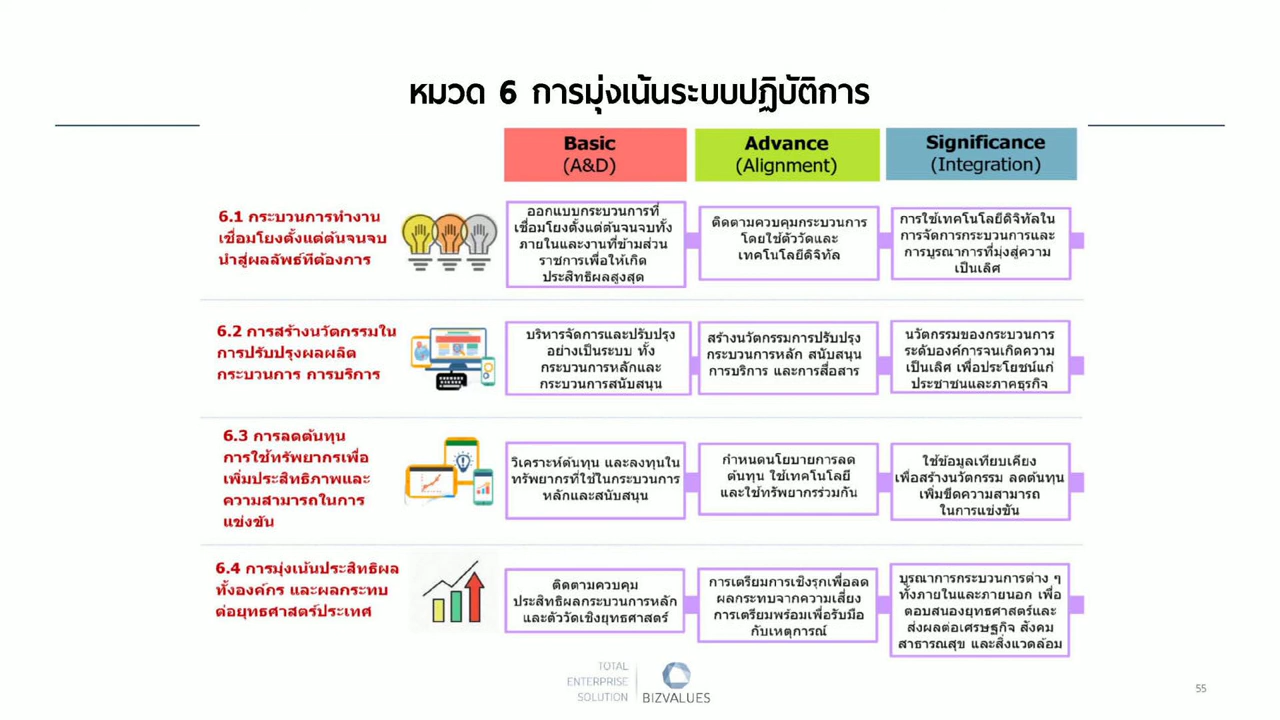 หมวด 6 การมุ่งเน้นระบบปฏิบัติการ
Basic
(A&D)
Advance
(Alignment)
Significance
(Integration)
6.1 กระบวนการทำงาน
เชื่อมโยงตั้งแต่ต้นจนจบ
นำสู่ผลลัพธ์ที่ต้องการ
ออกแบบกระบวนการที่
เชื่อมโยงตั้งแต่ต้นจนจบทั้ง
ภายในและงานที่ข้ามส่วน
ราชการเพื่อให้เกิด
ประสิทธิผลสูงสุด
ติดตามควบคุมกระบวนการ
โดยใช้ตัววัดและ
เทคโนโลยีดิจิทัล
การใช้เทคโนโลยีดิจิทัลใน
การจัดการกระบวนการและ
การบูรณาการที่มุ่งสู่ความ
เป็นเลิศ
6.2 การสร้างนวัตกรรมใน
การปรับปรุงผลผลิต
กระบวนการ การบริการ
บริหารจัดการและปรับปรุง
อย่างเป็นระบบ ทั้ง
กระบวนการหลักและ
กระบวนการสนับสนุน
สร้างนวัตกรรมการปรับปรุง
กระบวนการหลัก สนับสนุน
การบริการ และการสื่อสาร
นวัตกรรมของกระบวนการ
ระดับองค์การจนเกิดความ
เป็นเลิศ เพื่อประโยชน์แก่
ประชาชนและภาคธุรกิจ
6.3 การลดต้นทุน
การใช้ทรัพยากรเพื่อ
เพิ่มประสิทธิภาพและ
ความสามารถในการ
แข่งขัน
วิเคราะห์ต้นทุน และลงทุนใน
ทรัพยากรที่ใช้ในกระบวนการ
หลักและสนับสนุน
กำหนดนโยบายการลด
ต้นทุน ใช้เทคโนโลยี
และใช้ทรัพยากรร่วมกัน
ใช้ข้อมูลเทียบเคียง
เพื่อสร้างนวัตกรรม ลดต้นทุน
เพิ่มขีดความสามารถ
ในการแข่งขัน
6.4 การมุ่งเน้นประสิทธิผล
ทั้งองค์กร และผลกระทบ
ต่อยุทธศาสตร์ประเทศ
ติดตามควบคุม
ประสิทธิผลกระบวนการหลัก
และตัววัดเชิงยุทธศาสตร์
การเตรียมการเชิงรุกเพื่อลด
ผลกระทบจากความเสี่ยง
การเตรียมพร้อมเพื่อรับมือ
กับเหตุการณ์
บูรณาการกระบวนการต่าง ๆ
ทั้งภายในและภายนอก เพื่อ
ตอบสนองยุทธศาสตร์และ
ส่งผลต่อเศรษฐกิจ สังคม
สาธารณสุข และสิ่งแวดล้อม
TOTAL
ENTERPRISE
SOLUTION
BIZVALUES
55